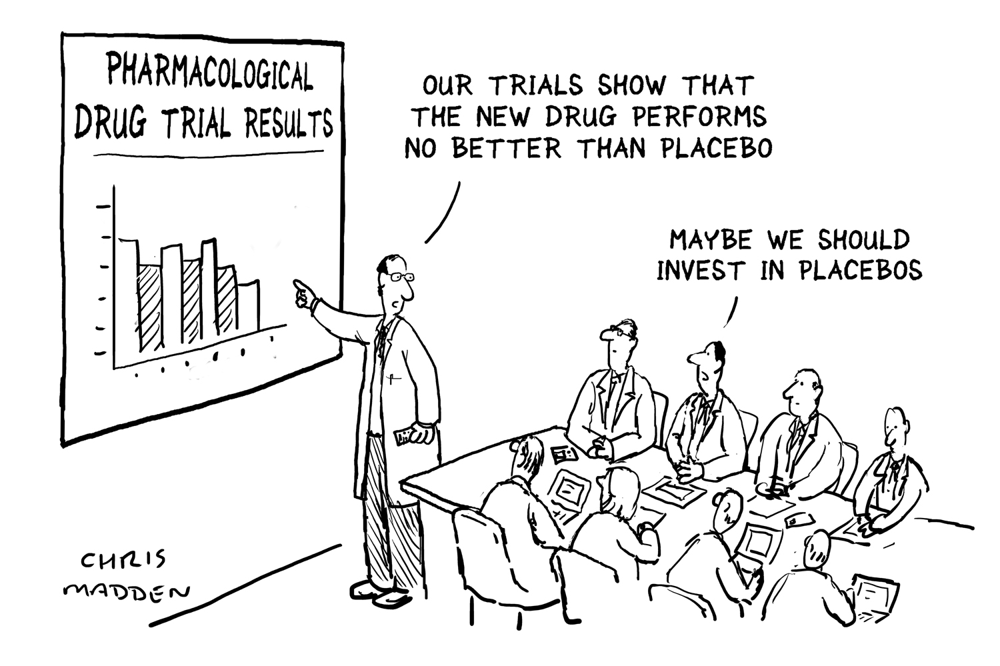 PHARMACOLOGICAL
DRUG TRIAL RESULTS
OUR TRIALS SHOW THAT
THE NEW DRUG PERFORMS
NO BETTER THAN PLACEBO
MAYBE WE SHOULD
INVEST IN PLACEBOS
CHRIS
MADDEN